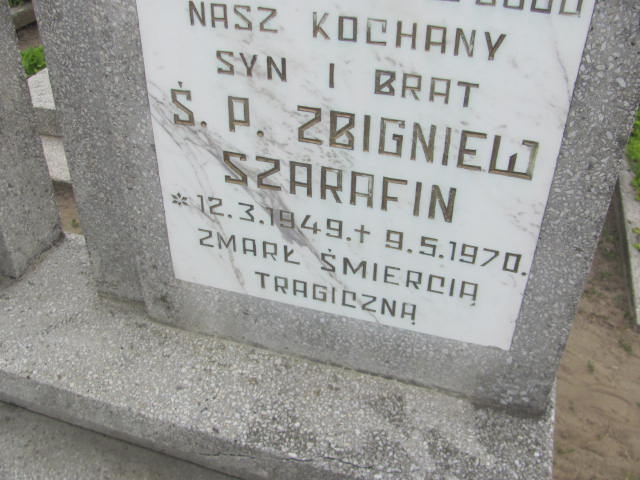 NASZ KOCHANY
SYN I BRAT
Ś. P. ZBIGNIEW
SZARAFIN
* 12.3.1949. † 9.5.1970.
ZMARŁ ŚMIERCIĄ
TRAGICZNĄ